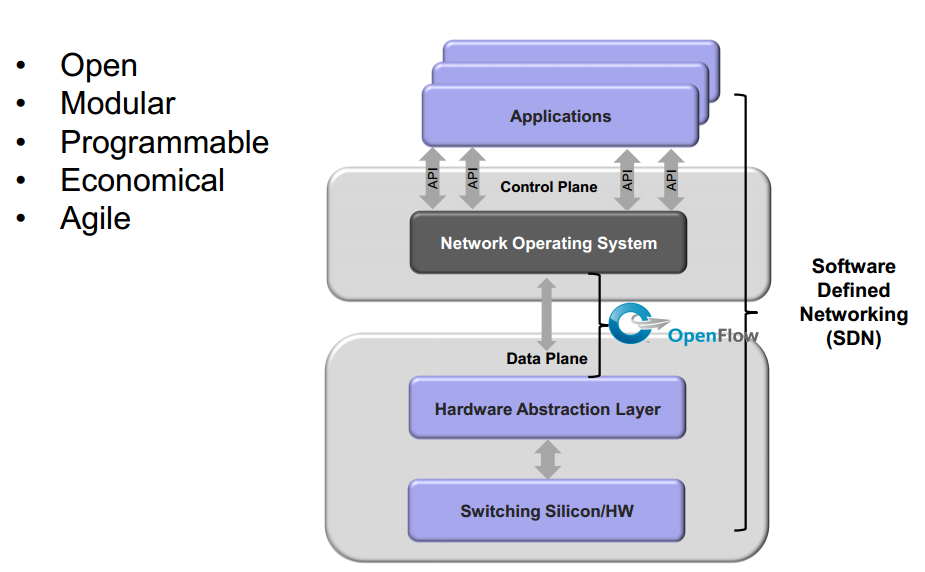 • Open
• Modular
• Programmable
• Economical
• Agile
Applications
API
API
API
API
Control Plane
Network Operating System
OpenFlow
Data Plane
Hardware Abstraction Layer
Switching Silicon/HW
Software
Defined
Networking
(SDN)